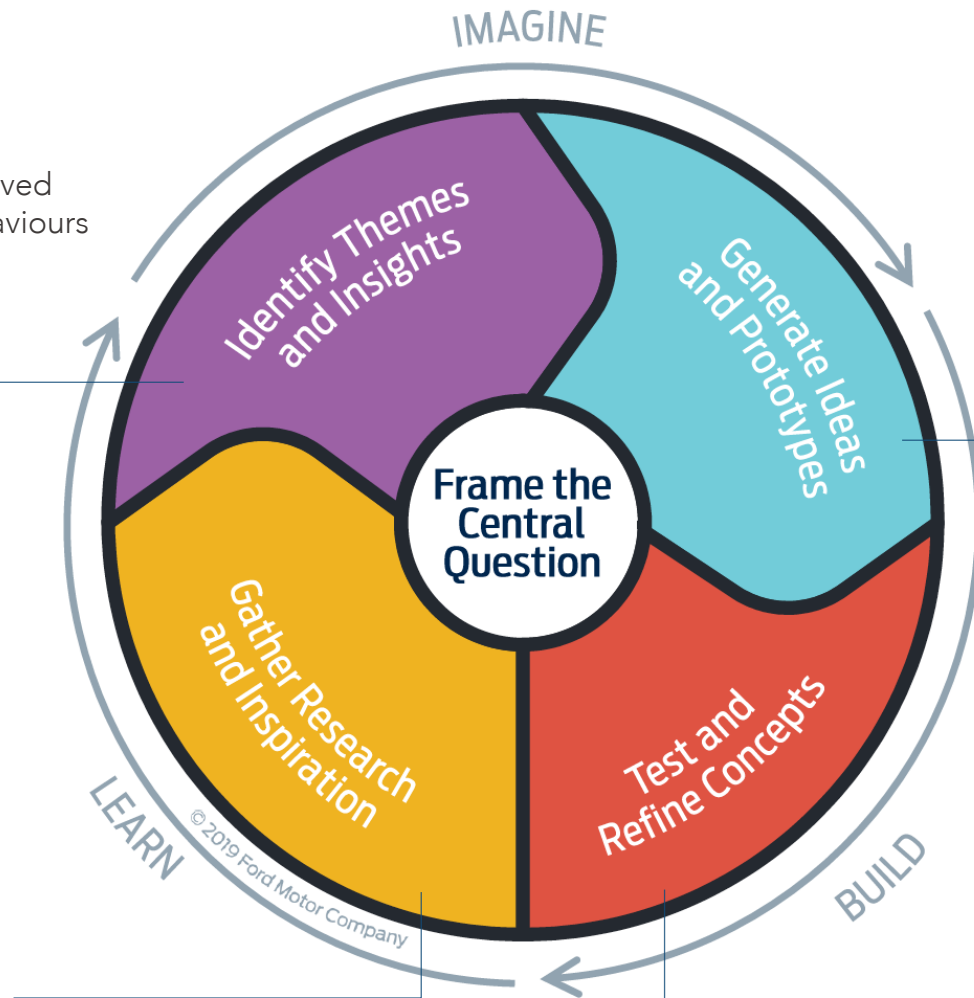 IMAGINE
ved
aviours
Identify Themes
and Insights
Generate Ideas
and Prototypes
Frame the
Central
Question
Gather Research
and Inspiration
Test and
Refine Concepts
LEARN
© 2019 Ford Motor Company
BUILD